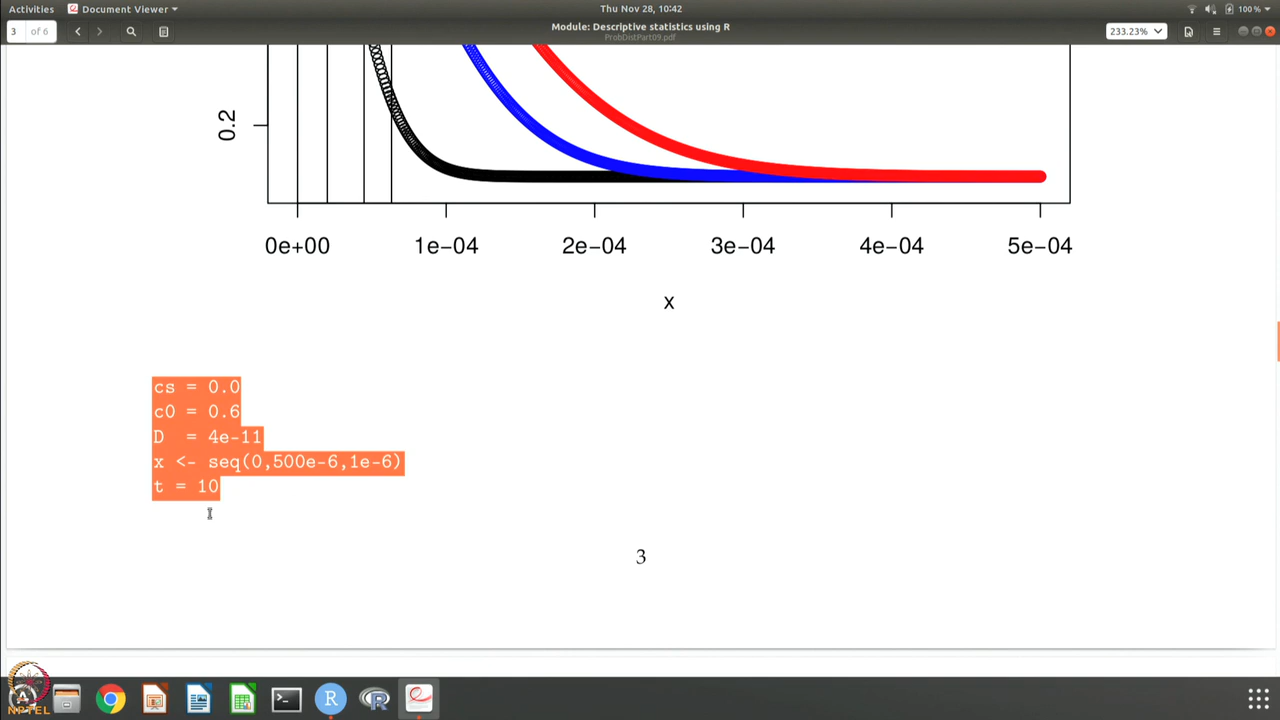 Activities
Document Viewer
Thu Nov 28, 10:42
100%
3
of 6
Module: Descriptive statistics using R
ProbDistPart09.pdf
233.23%
0.2
0e+00
1e−04
2e−04
3e−04
4e−04
5e−04
x
cs = 0.0
c0 = 0.6
D = 4e-11
x <- seq(0,500e-6,1e-6)
t = 10
3
NPTEL